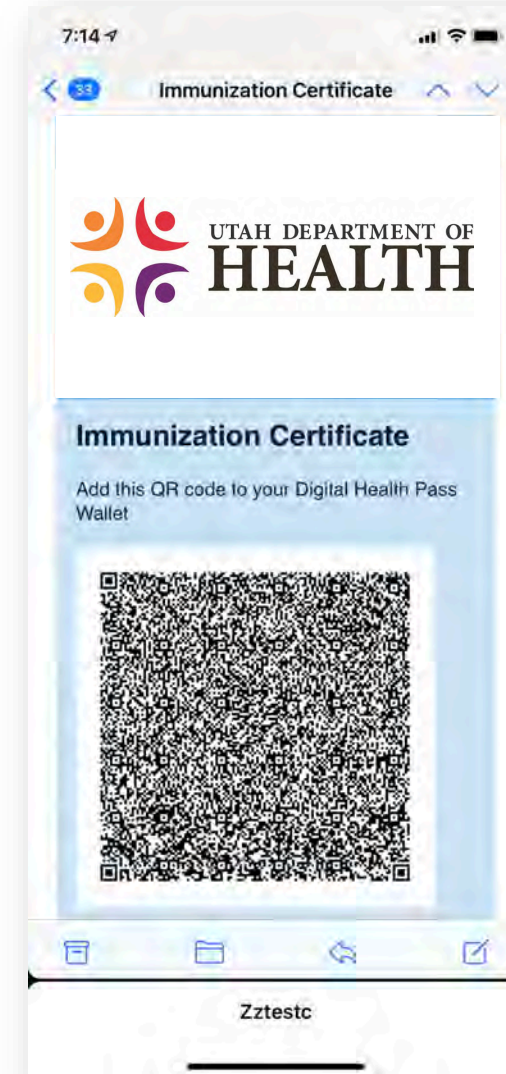 7:14
33 Immunization Certificate
UTAH DEPARTMENT OF
HEALTH
Immunization Certificate
Add this QR code to your Digital Health Pass
Wallet
Zztestc